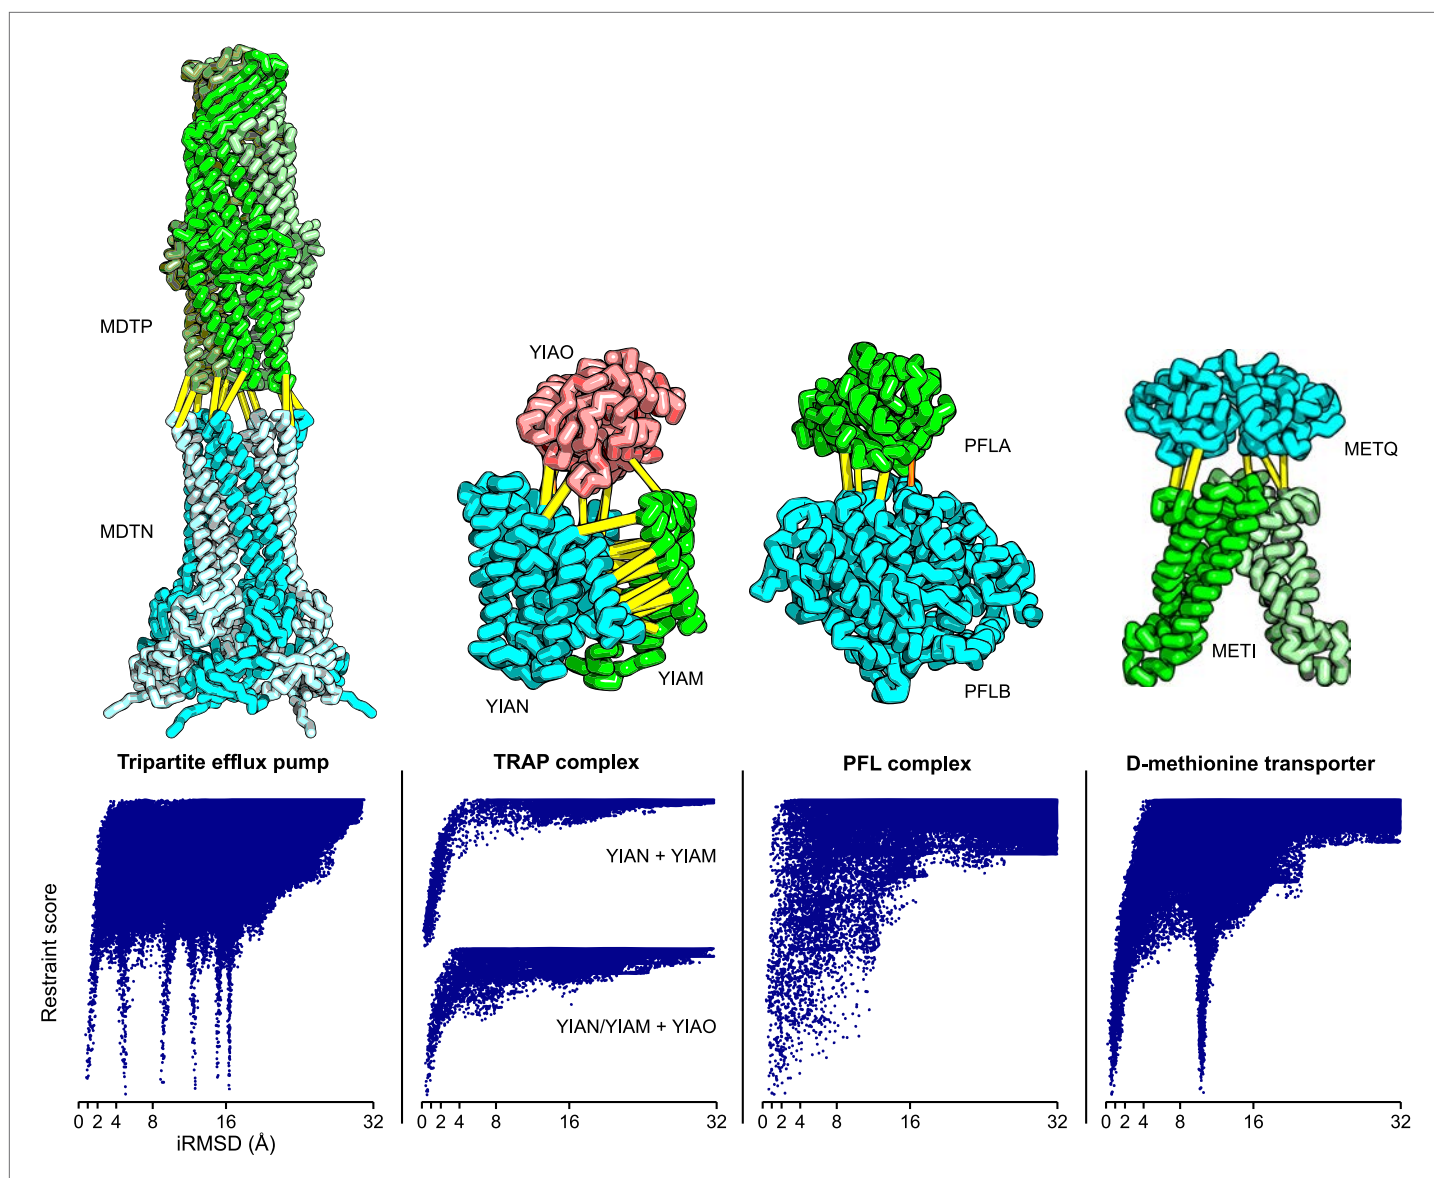 MDTP
MDTN
YIAO
YIAN
YIAM
PFLA
PFLB
METQ
METI
Tripartite efflux pump
TRAP complex
PFL complex
D-methionine transporter
Restraint score
YIAN + YIAM
YIAN/YIAM + YIAO
0 2 4 8 16 32
0 2 4 8 16 32
0 2 4 8 16 32
0 2 4 8 16 32
iRMSD (Å)